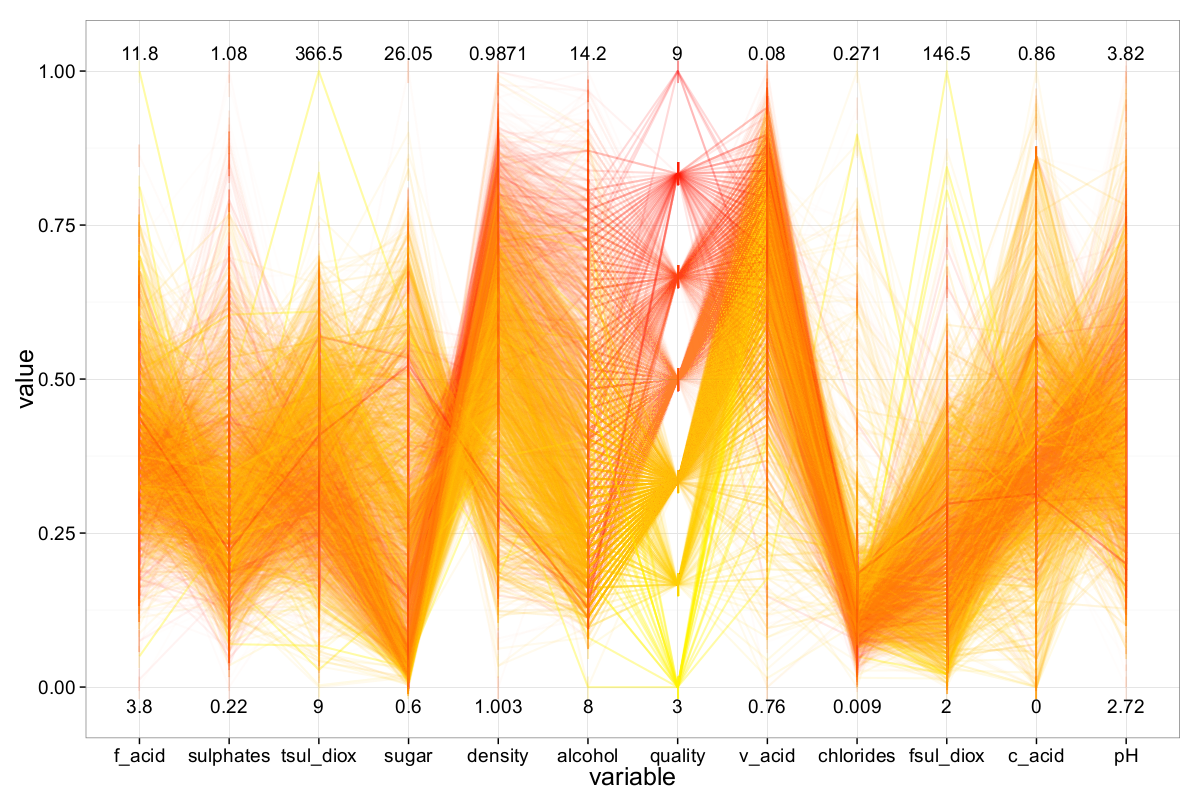 11.8 1.08 366.5 26.05 0.9871 14.2 9 0.08 0.271 146.5 0.86 3.82
1.00
0.75
value
0.50
0.25
0.00
3.8 0.22 9 0.6 1.003 8 3 0.76 0.009 2 0 2.72
f_acid sulphates tsul_diox sugar density alcohol quality v_acid chlorides fsul_diox c_acid pH
variable